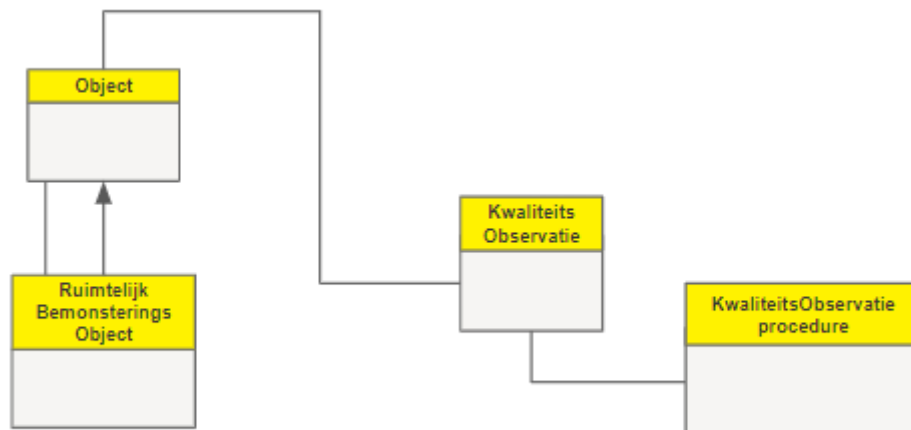 Object
Kwaliteits
Observatie
Ruimtelijk
Bemonsterings
Object
KwaliteitsObservatie
procedure